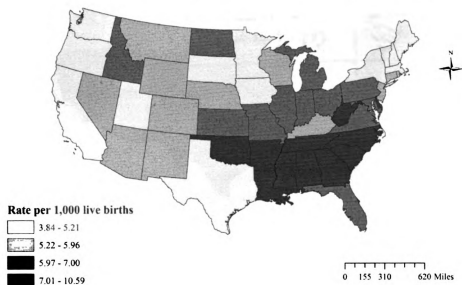 N
Rate per 1,000 live births
3.84 - 5.21
5.22 - 5.96
5.97 - 7.00
7.01 - 10.59
0 155 310 620 Miles